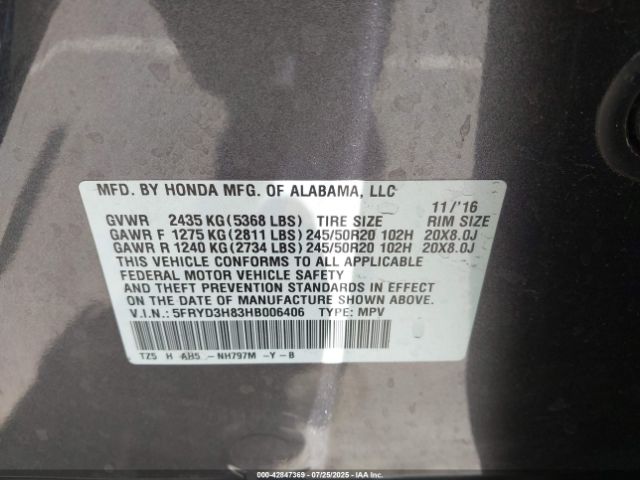 MFD. BY HONDA MFG. OF ALABAMA, LLC 11/'16
GVWR 2435 KG (5368 LBS) TIRE SIZE RIM SIZE
GAWR F 1275 KG (2811 LBS) 245/50R20 102H 20X8.0J
GAWR R 1240 KG (2734 LBS) 245/50R20 102H 20X8.0J
THIS VEHICLE CONFORMS TO ALL APPLICABLE
FEDERAL MOTOR VEHICLE SAFETY
AND THEFT PREVENTION STANDARDS IN EFFECT
ON THE DATE OF MANUFACTURE SHOWN ABOVE.
V.I.N.: 5FRYD3H83HB006406 TYPE: MPV
TZ5 H AH5 -NH797M -Y -B
000-42847369 | 07/25/2025 | IAA Inc.